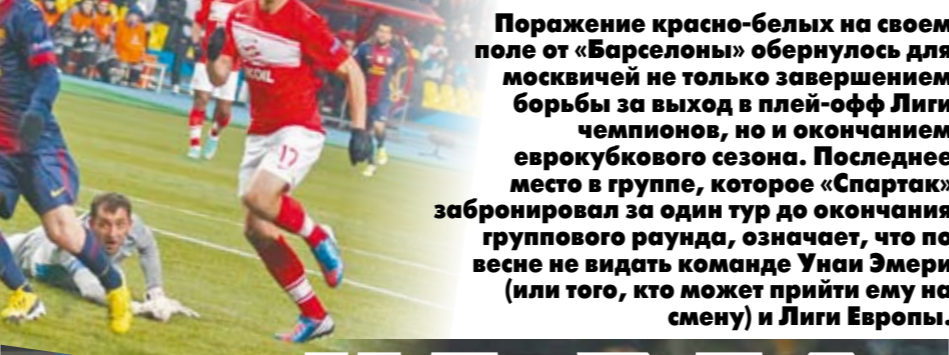 Поражение красно-белых на своем
поле от «Барселоны» обернулось для
москвичей не только завершением
борьбы за выход в плей-офф Лиги
чемпионов, но и окончанием
еврокубкового сезона. Последнее
место в группе, которое «Спартак»
забронировал за один тур до окончания
группового раунда, означает, что по
весне не видать команде Унаи Эмери
(или того, кто может прийти ему на
смену) и Лиги Европы.
17